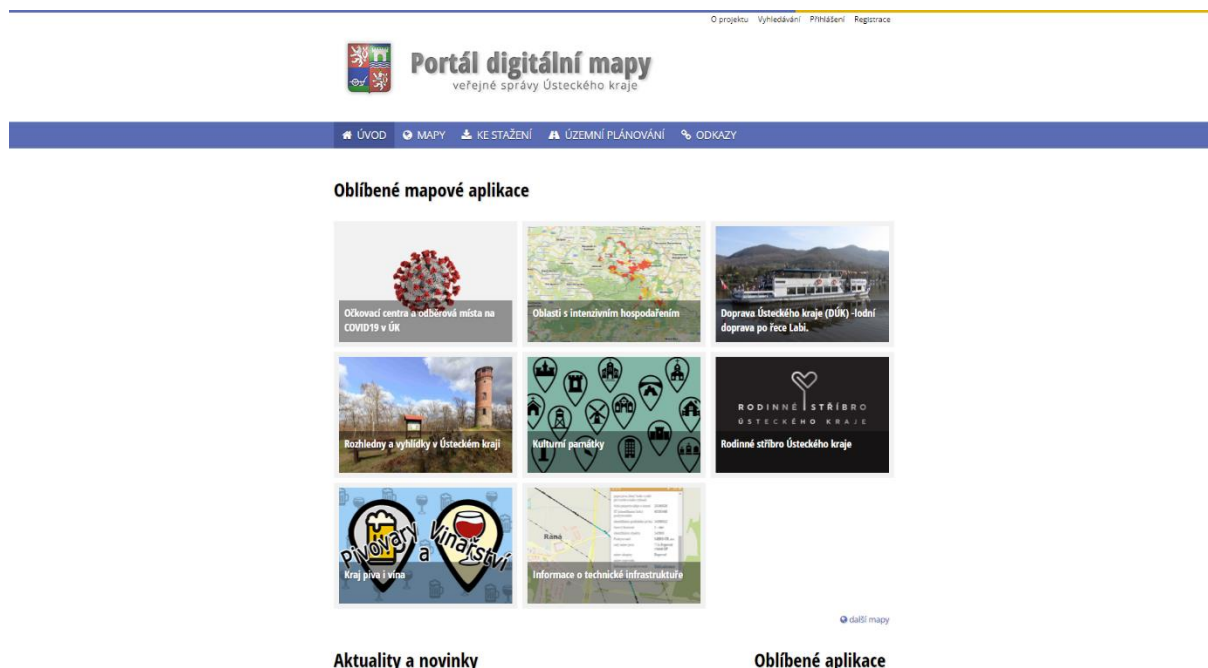 O projektu Vyhledávání Přihlášení Registrace
Portál digitální mapy
veřejné správy Ústeckého kraje
ÚVOD MAPY KE STAŽENÍ ÚZEMNÍ PLÁNOVÁNÍ ODKAZY
Oblíbené mapové aplikace
Očkovací centra a odběrová místa na
COVID19 v ÚK
Oblasti s intenzivním hospodařením
Doprava Ústeckého kraje (DÚK) -lodní
doprava po řece Labi.
Rozhledny a vyhlídky v Ústeckém kraji
Kulturní památky
RODINNÉ STŘÍBRO
ÚSTECKÉHO KRAJE
Rodinné stříbro Ústeckého kraje
Pivovary a Vinařství
Kraj piva i vína
Raná
Informace o technické infrastruktuře
další mapy
Aktuality a novinky
Oblíbené aplikace